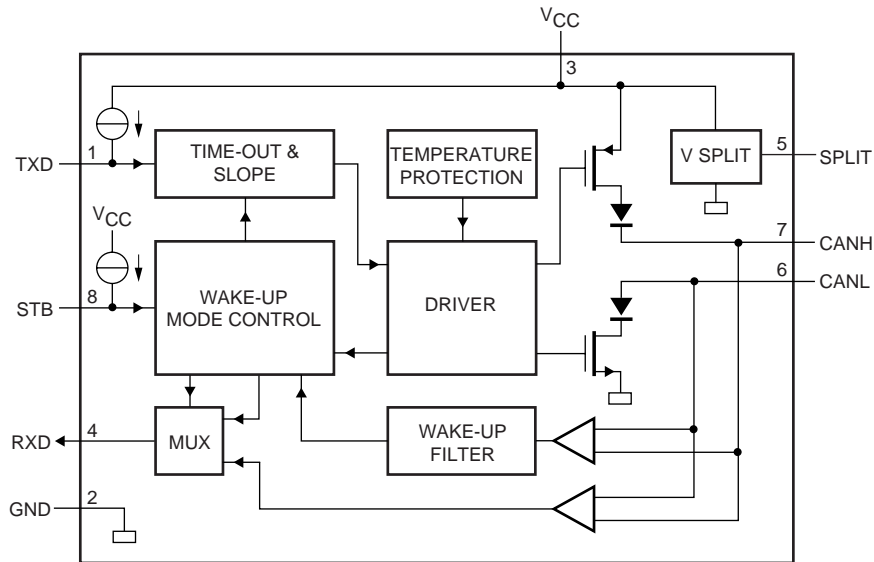 VCC
3
TXD
1
TIME-OUT &
SLOPE
TEMPERATURE
PROTECTION
V SPLIT
5
SPLIT
VCC
7
CANH
6
CANL
STB
8
WAKE-UP
MODE CONTROL
DRIVER
RXD
4
MUX
WAKE-UP
FILTER
GND
2